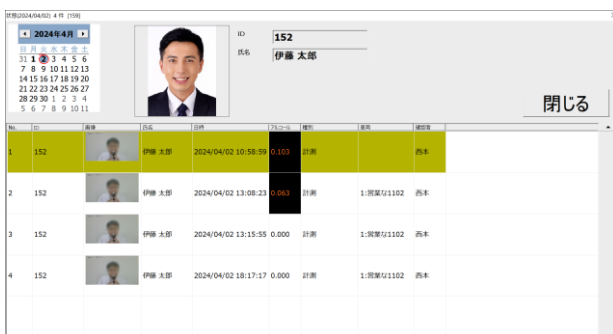 状態(2024/04/02) 4 件 [159]
2024年4月
日 月 火 水 木 金 土
31 1 2 3 4 5 6
7 8 9 10 11 12 13
14 15 16 17 18 19 20
21 22 23 24 25 26 27
28 29 30 1 2 3 4
5 6 7 8 9 10 11
ID 152
氏名 伊藤 太郎
閉じる
No. ID 画像 氏名 日時 アルコール 種別 車両 確認者
1 152 伊藤 太郎 2024/04/02 10:58:59 0.103 計測 西本
2 152 伊藤 太郎 2024/04/02 13:08:23 0.063 計測 1:営業な1102 西本
3 152 伊藤 太郎 2024/04/02 13:15:55 0.000 計測 1:営業な1102 西本
4 152 伊藤 太郎 2024/04/02 18:17:17 0.000 計測 1:営業な1102 西本